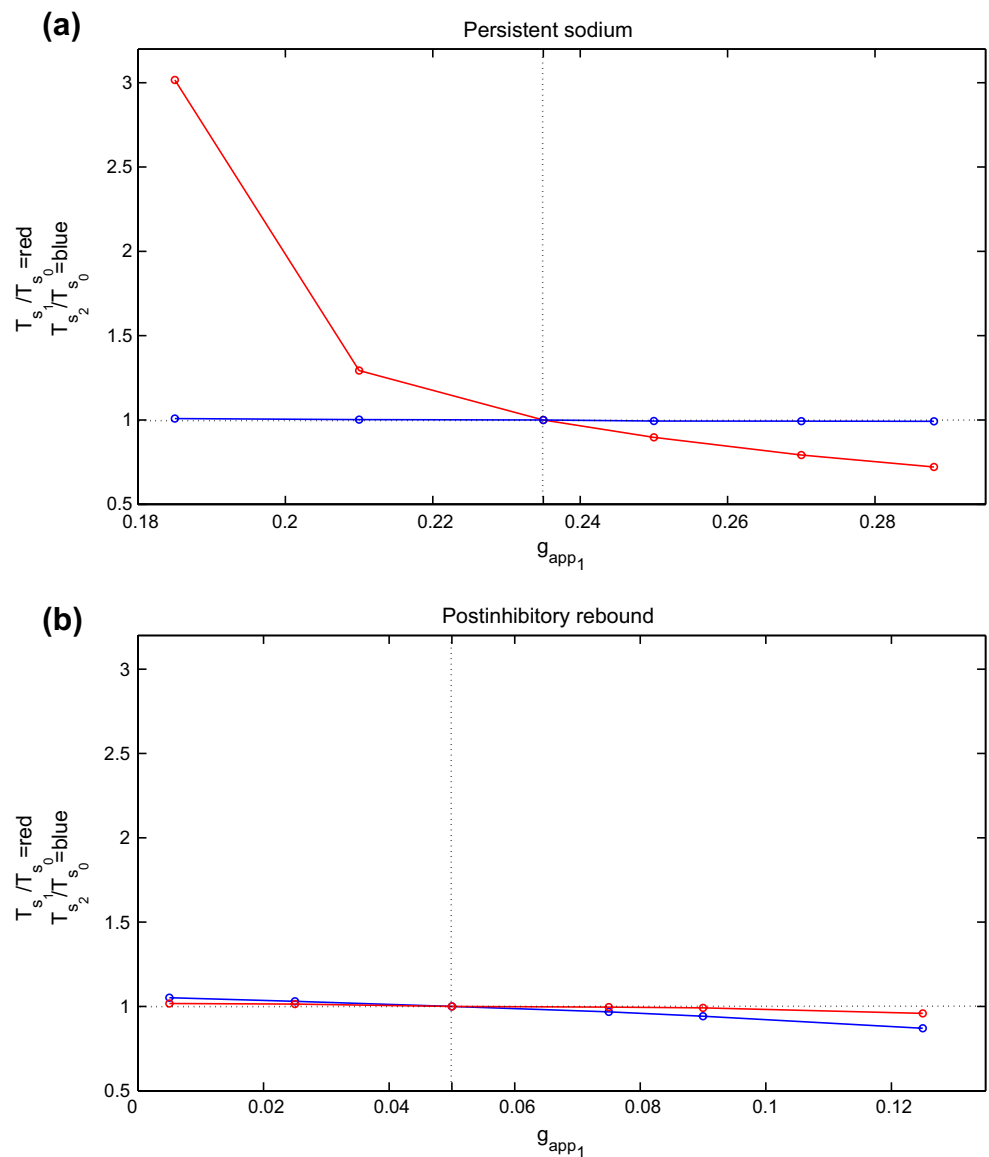 (a)
Persistent sodium
3
2.5
2
1.5
1
0.5
T_{s_1}/T_{s_0}=red
T_{s_2}/T_{s_0}=blue
0.18 0.2 0.22 0.24 0.26 0.28
g_{app_1}
(b)
Postinhibitory rebound
3
2.5
2
1.5
1
0.5
T_{s_1}/T_{s_0}=red
T_{s_2}/T_{s_0}=blue
0 0.02 0.04 0.06 0.08 0.1 0.12
g_{app_1}